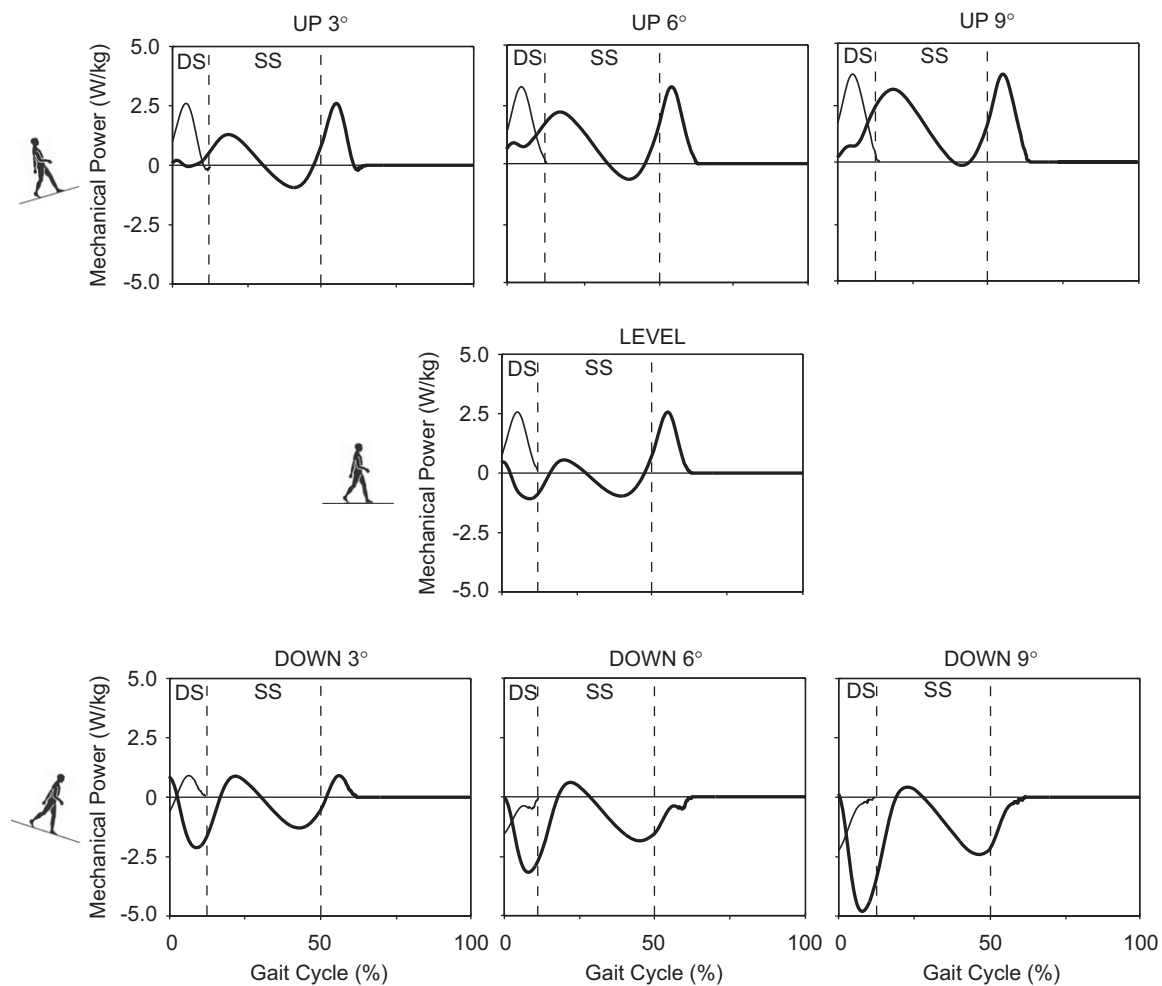 UP 3°
UP 6°
UP 9°
Mechanical Power (W/kg)
5.0
2.5
0
-2.5
-5.0
DS SS
DS SS
DS SS
LEVEL
Mechanical Power (W/kg)
5.0
2.5
0
-2.5
-5.0
DS SS
DOWN 3°
DOWN 6°
DOWN 9°
Mechanical Power (W/kg)
5.0
2.5
0
-2.5
-5.0
DS SS
DS SS
DS SS
0 50 100
0 50 100
0 50 100
Gait Cycle (%)
Gait Cycle (%)
Gait Cycle (%)